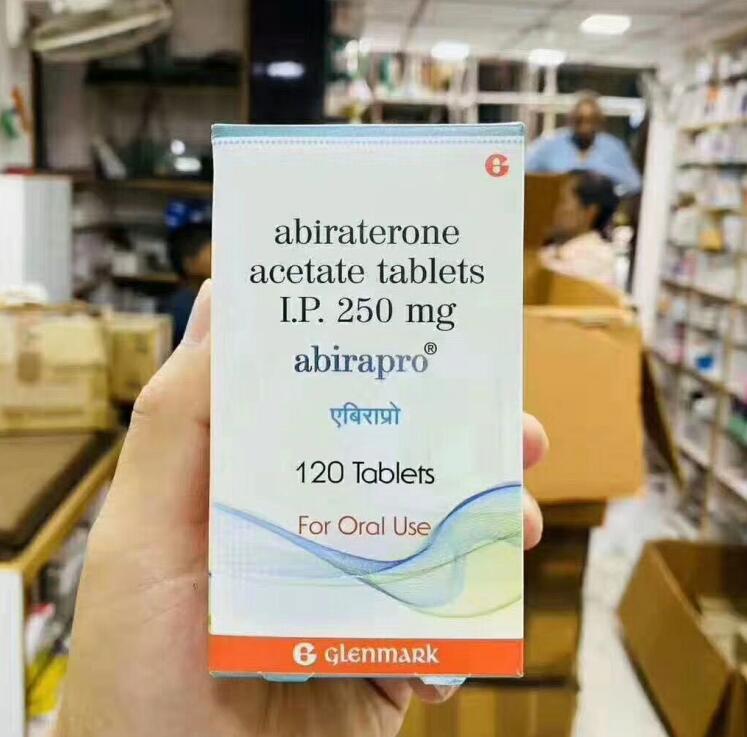 abiraterone
acetate tablets
I.P. 250 mg
abirapro®
एबिराप्रो
120 Tablets
For Oral Use
GLENMARK